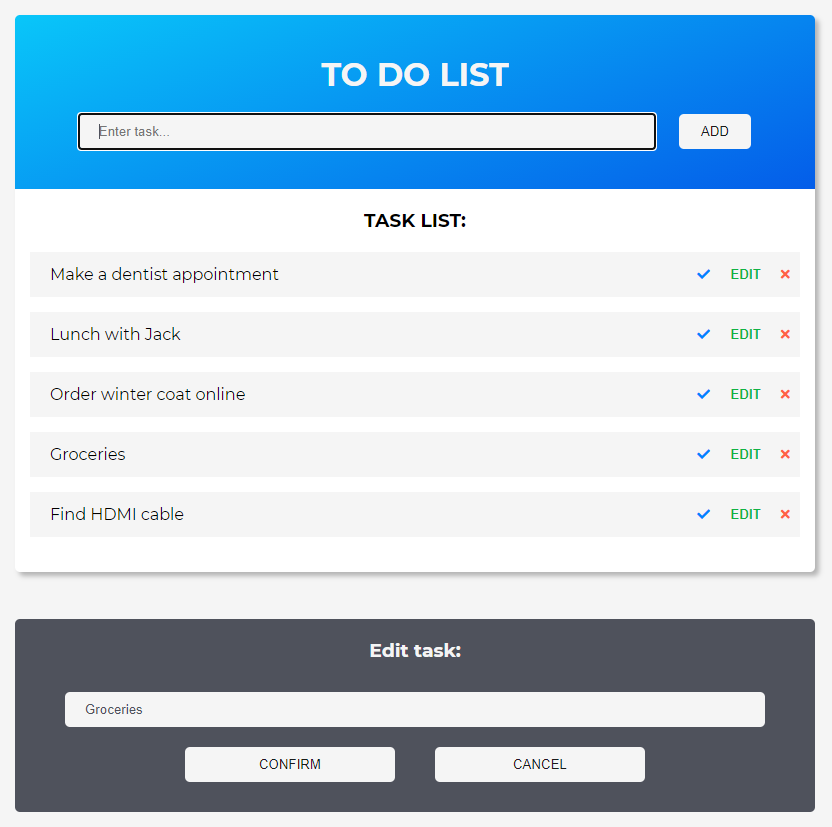 TO DO LIST
Enter task...
ADD
TASK LIST:
Make a dentist appointment EDIT
Lunch with Jack EDIT
Order winter coat online EDIT
Groceries EDIT
Find HDMI cable EDIT
Edit task:
Groceries
CONFIRM CANCEL